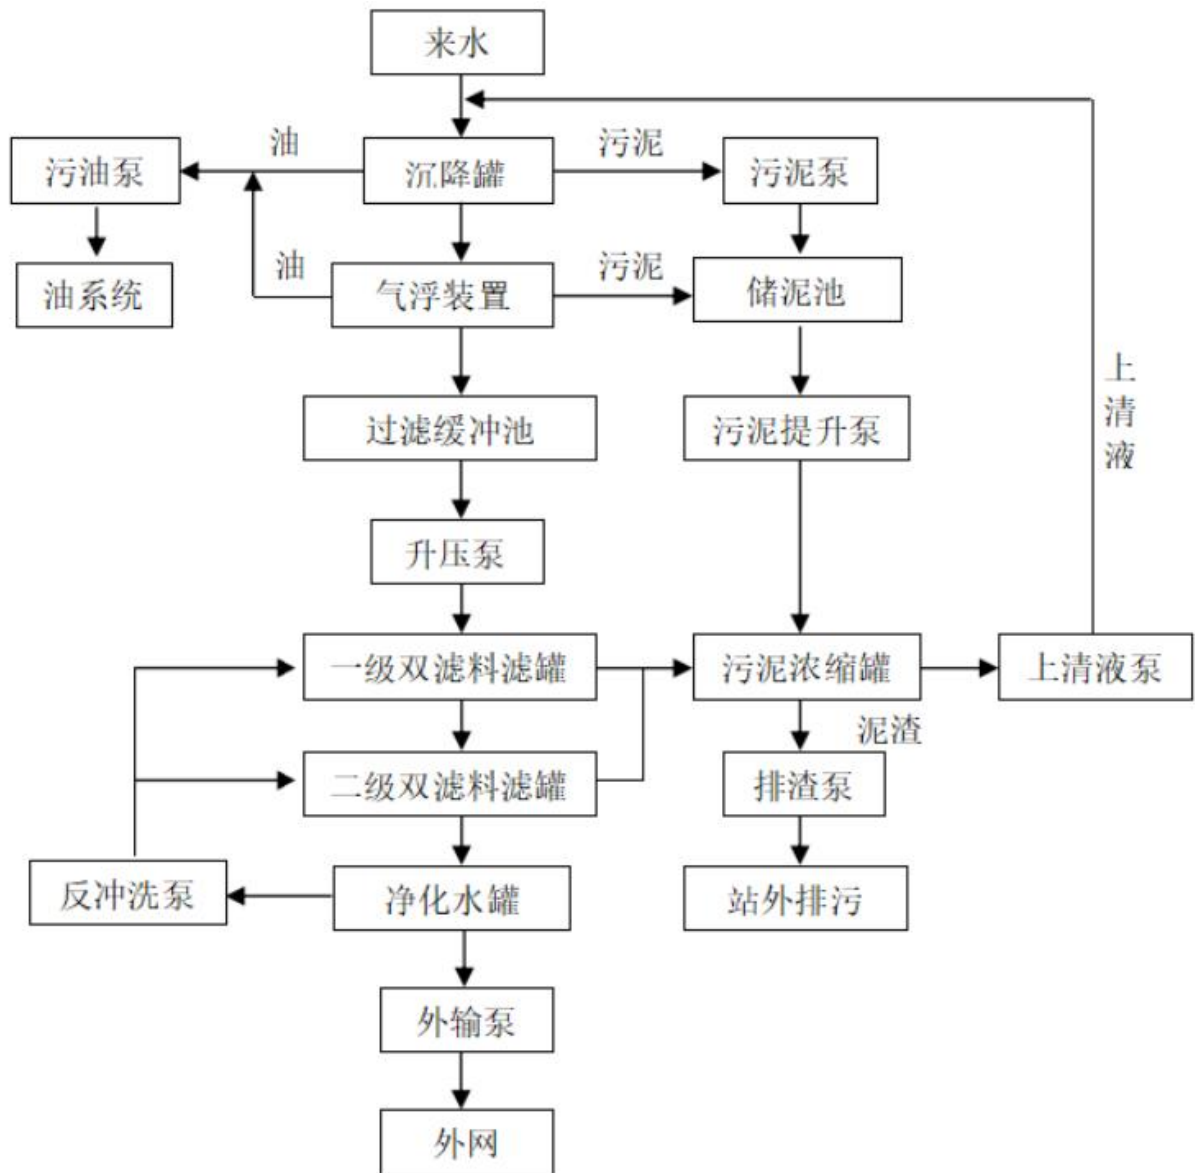 来水
油
污泥
污油泵
沉降罐
污泥泵
油
污泥
油系统
气浮装置
储泥池
上
清
液
过滤缓冲池
污泥提升泵
升压泵
一级双滤料滤罐
污泥浓缩罐
上清液泵
泥渣
二级双滤料滤罐
排渣泵
反冲洗泵
净化水罐
站外排污
外输泵
外网